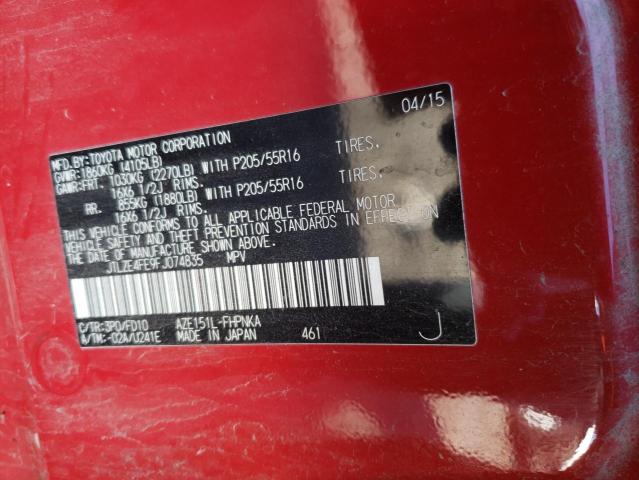 04/15
MFD.BY:TOYOTA MOTOR CORPORATION
GVWR:1860KG (4105LB)
GAWR:FRT. 1030KG (2270LB) WITH P205/55R16 TIRES,
16X6 1/2J RIMS.
RR. 855KG (1880LB) WITH P205/55R16 TIRES,
16X6 1/2J RIMS.
THIS VEHICLE CONFORMS TO ALL APPLICABLE FEDERAL MOTOR
VEHICLE SAFETY AND THEFT PREVENTION STANDARDS IN EFFECT ON
THE DATE OF MANUFACTURE SHOWN ABOVE.
JTLZE4FE9FJ074835 MPV
C/TR:3P0/FD10 AZE151L-FHPNKA
A/TM:-02A/U241E MADE IN JAPAN 461 J